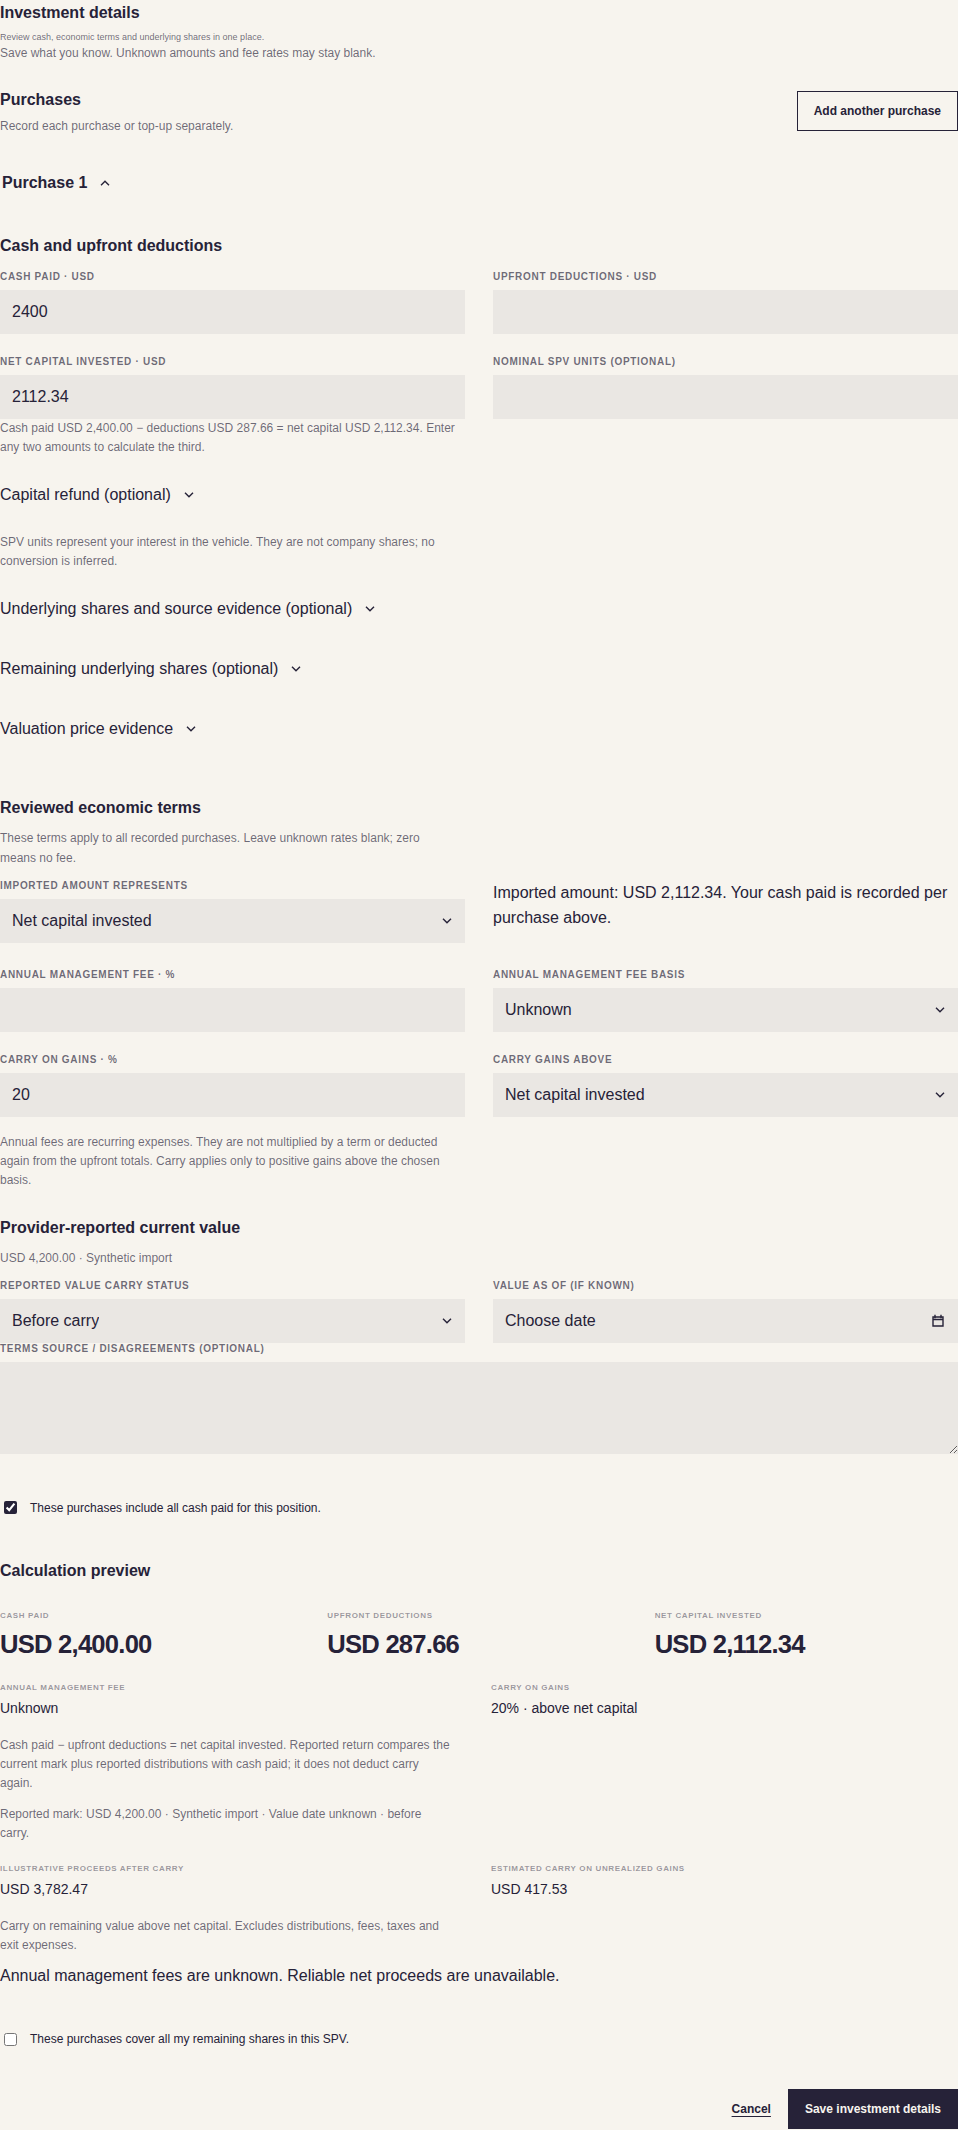 Investment details
Review cash, economic terms and underlying shares in one place.
Save what you know. Unknown amounts and fee rates may stay blank.
Purchases
Add another purchase
Record each purchase or top-up separately.
Purchase 1
Cash and upfront deductions
CASH PAID · USD
UPFRONT DEDUCTIONS · USD
2400
NET CAPITAL INVESTED · USD
NOMINAL SPV UNITS (OPTIONAL)
2112.34
Cash paid USD 2,400.00 − deductions USD 287.66 = net capital USD 2,112.34. Enter
any two amounts to calculate the third.
Capital refund (optional)
SPV units represent your interest in the vehicle. They are not company shares; no
conversion is inferred.
Underlying shares and source evidence (optional)
Remaining underlying shares (optional)
Valuation price evidence
Reviewed economic terms
These terms apply to all recorded purchases. Leave unknown rates blank; zero
means no fee.
IMPORTED AMOUNT REPRESENTS
Net capital invested
Imported amount: USD 2,112.34. Your cash paid is recorded per
purchase above.
ANNUAL MANAGEMENT FEE · %
ANNUAL MANAGEMENT FEE BASIS
Unknown
CARRY ON GAINS · %
CARRY GAINS ABOVE
20
Net capital invested
Annual fees are recurring expenses. They are not multiplied by a term or deducted
again from the upfront totals. Carry applies only to positive gains above the chosen
basis.
Provider-reported current value
USD 4,200.00 · Synthetic import
REPORTED VALUE CARRY STATUS
VALUE AS OF (IF KNOWN)
Before carry
Choose date
TERMS SOURCE / DISAGREEMENTS (OPTIONAL)
These purchases include all cash paid for this position.
Calculation preview
CASH PAID
UPFRONT DEDUCTIONS
NET CAPITAL INVESTED
USD 2,400.00
USD 287.66
USD 2,112.34
ANNUAL MANAGEMENT FEE
CARRY ON GAINS
Unknown
20% · above net capital
Cash paid − upfront deductions = net capital invested. Reported return compares the
current mark plus reported distributions with cash paid; it does not deduct carry
again.
Reported mark: USD 4,200.00 · Synthetic import · Value date unknown · before
carry.
ILLUSTRATIVE PROCEEDS AFTER CARRY
ESTIMATED CARRY ON UNREALIZED GAINS
USD 3,782.47
USD 417.53
Carry on remaining value above net capital. Excludes distributions, fees, taxes and
exit expenses.
Annual management fees are unknown. Reliable net proceeds are unavailable.
These purchases cover all my remaining shares in this SPV.
Cancel
Save investment details